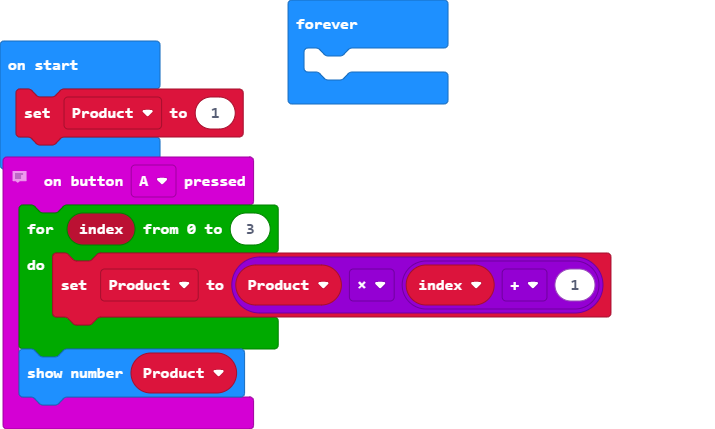 forever
on start
set Product to 1
on button A pressed
for index from 0 to 3
do
set Product to Product × index + 1
show number Product